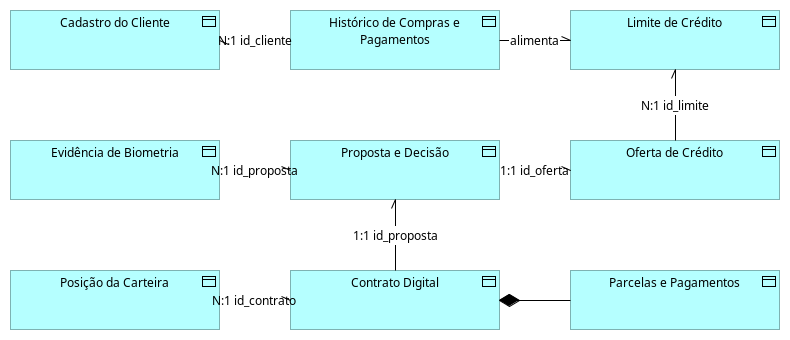 Cadastro do Cliente
N:1 id_cliente
Histórico de Compras e
Pagamentos
alimenta
Limite de Crédito
N:1 id_limite
Evidência de Biometria
N:1 id_proposta
Proposta e Decisão
1:1 id_oferta
Oferta de Crédito
1:1 id_proposta
Posição da Carteira
N:1 id_contrato
Contrato Digital
Parcelas e Pagamentos